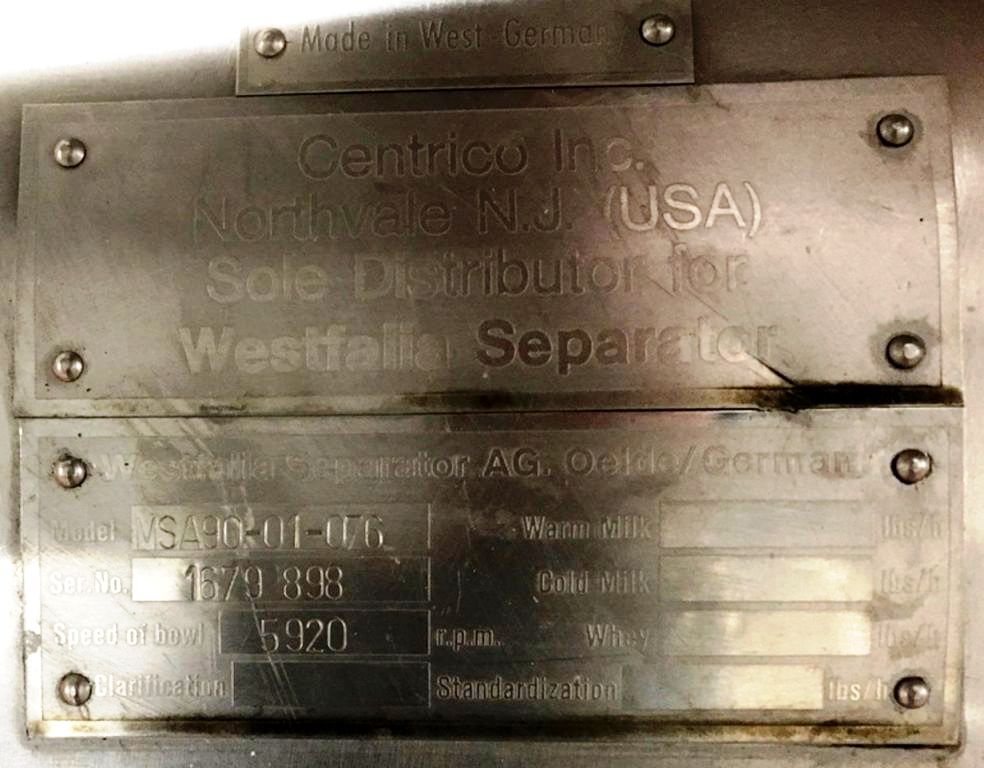 Made in West-German
Centrico Inc.
Northvale N.J. (USA)
Sole Distributor for
Westfalia Separator
Westfalia Separator AG. Oelde/German
Model MSA90-01-076 Warm Milk lbs/h
Ser. No. 1679 898 Cold Milk lbs/h
Speed of bowl 5920 r.p.m. Whey lbs/h
Clarification Standardization lbs/h